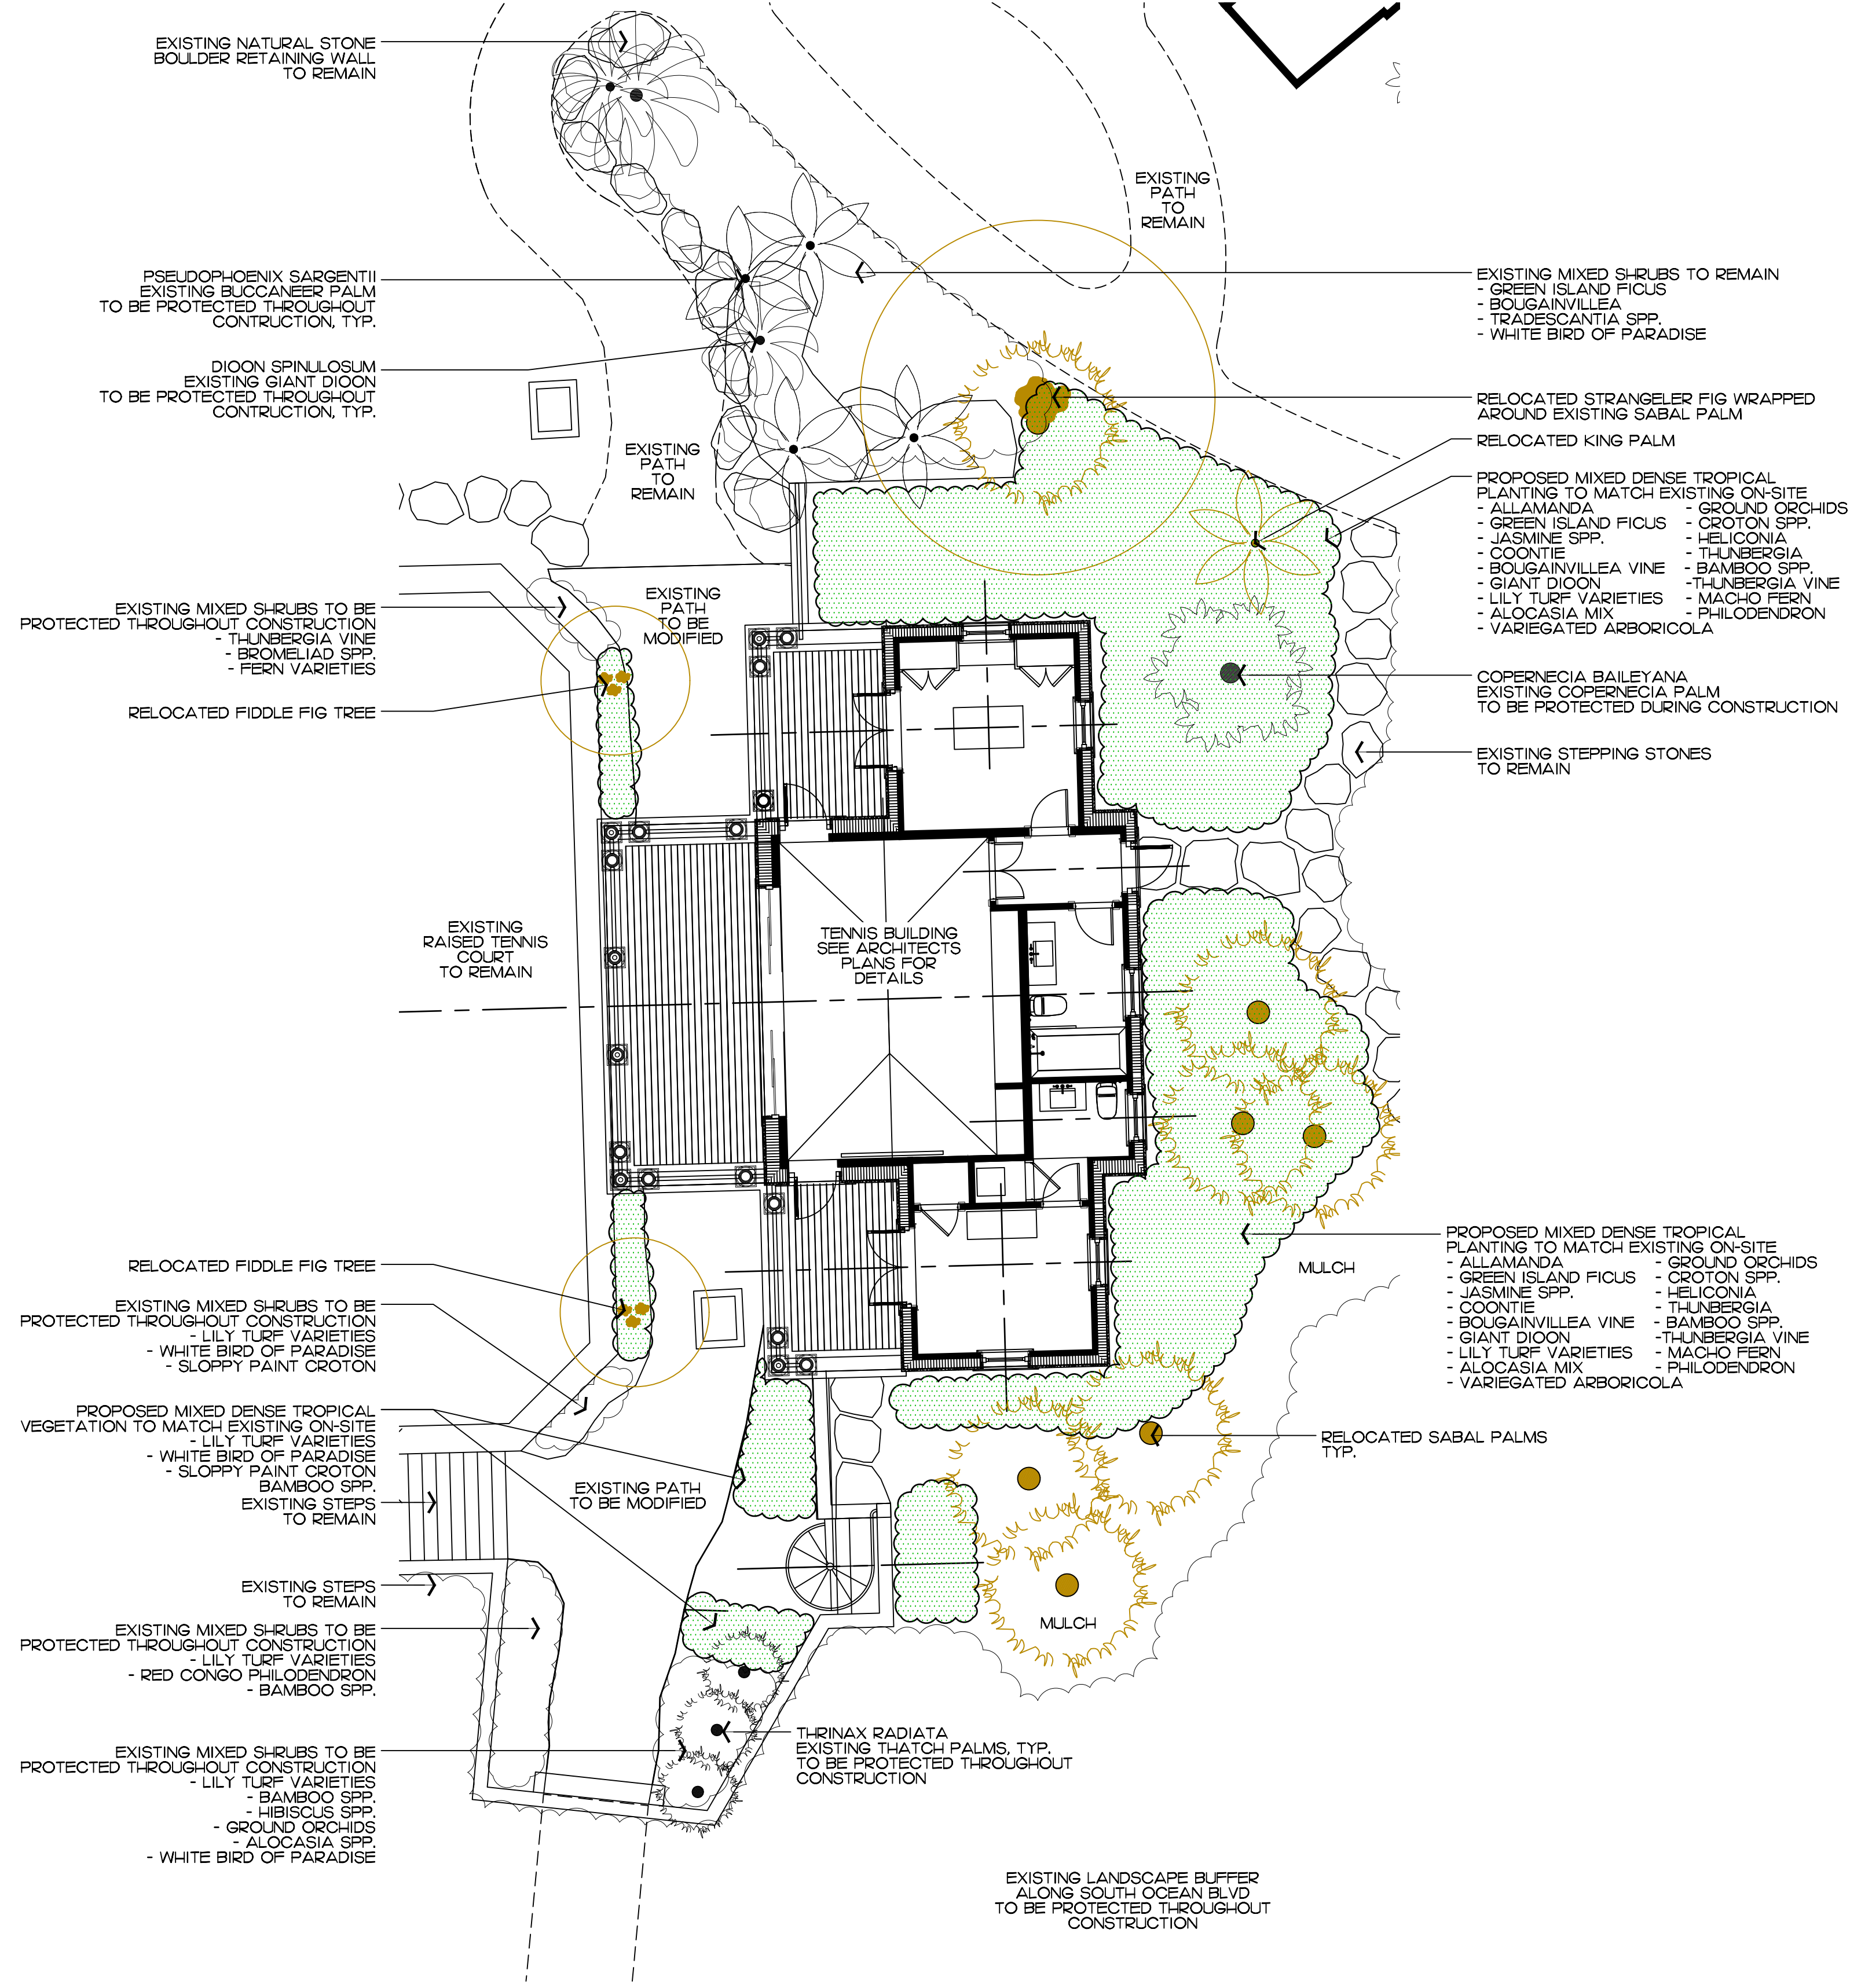 EXISTING NATURAL STONE
BOULDER RETAINING WALL
TO REMAIN
PSEUDOPHOENIX SARGENTII
EXISTING BUCCANEER PALM
TO BE PROTECTED THROUGHOUT
CONTRUCTION, TYP.
DIOON SPINULOSUM
EXISTING GIANT DIOON
TO BE PROTECTED THROUGHOUT
CONTRUCTION, TYP.
EXISTING MIXED SHRUBS TO BE
PROTECTED THROUGHOUT CONSTRUCTION
- THUNBERGIA VINE
- BROMELIAD SPP.
- FERN VARIETIES
RELOCATED FIDDLE FIG TREE
RELOCATED FIDDLE FIG TREE
EXISTING MIXED SHRUBS TO BE
PROTECTED THROUGHOUT CONSTRUCTION
- LILY TURF VARIETIES
- WHITE BIRD OF PARADISE
- SLOPPY PAINT CROTON
PROPOSED MIXED DENSE TROPICAL
VEGETATION TO MATCH EXISTING ON-SITE
- LILY TURF VARIETIES
- WHITE BIRD OF PARADISE
- SLOPPY PAINT CROTON
BAMBOO SPP.
EXISTING STEPS
TO REMAIN
EXISTING STEPS
TO REMAIN
EXISTING MIXED SHRUBS TO BE
PROTECTED THROUGHOUT CONSTRUCTION
- LILY TURF VARIETIES
- RED CONGO PHILODENDRON
- BAMBOO SPP.
EXISTING MIXED SHRUBS TO BE
PROTECTED THROUGHOUT CONSTRUCTION
- LILY TURF VARIETIES
- BAMBOO SPP.
- HIBISCUS SPP.
- GROUND ORCHIDS
- ALOCASIA SPP.
- WHITE BIRD OF PARADISE
EXISTING
PATH
TO
REMAIN
EXISTING
PATH
TO
REMAIN
EXISTING
PATH
TO BE
MODIFIED
EXISTING
RAISED TENNIS
COURT
TO REMAIN
TENNIS BUILDING
SEE ARCHITECTS
PLANS FOR
DETAILS
EXISTING PATH
TO BE MODIFIED
MULCH
MULCH
THRINAX RADIATA
EXISTING THATCH PALMS, TYP.
TO BE PROTECTED THROUGHOUT
CONSTRUCTION
EXISTING LANDSCAPE BUFFER
ALONG SOUTH OCEAN BLVD
TO BE PROTECTED THROUGHOUT
CONSTRUCTION
EXISTING MIXED SHRUBS TO REMAIN
- GREEN ISLAND FICUS
- BOUGAINVILLEA
- TRADESCANTIA SPP.
- WHITE BIRD OF PARADISE
RELOCATED STRANGELER FIG WRAPPED
AROUND EXISTING SABAL PALM
RELOCATED KING PALM
PROPOSED MIXED DENSE TROPICAL
PLANTING TO MATCH EXISTING ON-SITE
- ALLAMANDA - GROUND ORCHIDS
- GREEN ISLAND FICUS - CROTON SPP.
- JASMINE SPP. - HELICONIA
- COONTIE - THUNBERGIA
- BOUGAINVILLEA VINE - BAMBOO SPP.
- GIANT DIOON -THUNBERGIA VINE
- LILY TURF VARIETIES - MACHO FERN
- ALOCASIA MIX - PHILODENDRON
- VARIEGATED ARBORICOLA
COPERNECIA BAILEYANA
EXISTING COPERNECIA PALM
TO BE PROTECTED DURING CONSTRUCTION
EXISTING STEPPING STONES
TO REMAIN
PROPOSED MIXED DENSE TROPICAL
PLANTING TO MATCH EXISTING ON-SITE
- ALLAMANDA - GROUND ORCHIDS
- GREEN ISLAND FICUS - CROTON SPP.
- JASMINE SPP. - HELICONIA
- COONTIE - THUNBERGIA
- BOUGAINVILLEA VINE - BAMBOO SPP.
- GIANT DIOON -THUNBERGIA VINE
- LILY TURF VARIETIES - MACHO FERN
- ALOCASIA MIX - PHILODENDRON
- VARIEGATED ARBORICOLA
RELOCATED SABAL PALMS
TYP.